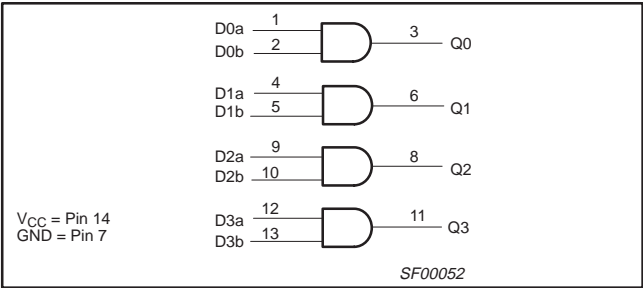 D0a 1
D0b 2
3 Q0
D1a 4
D1b 5
6 Q1
D2a 9
D2b 10
8 Q2
D3a 12
D3b 13
11 Q3
VCC = Pin 14
GND = Pin 7
SF00052